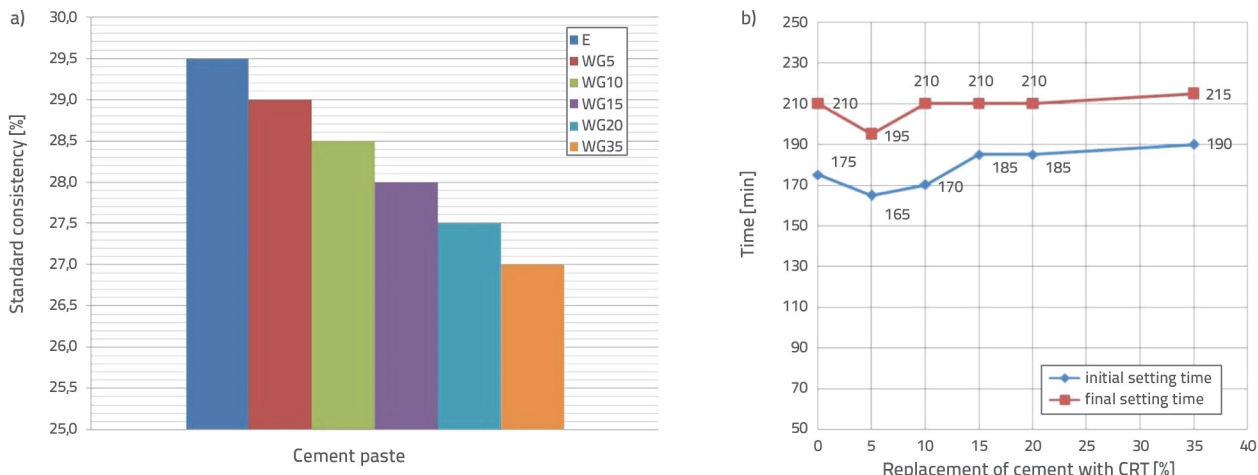 a)
Standard consistency [%]
30,0
29,5
29,0
28,5
28,0
27,5
27,0
26,5
26,0
25,5
25,0
E
WG5
WG10
WG15
WG20
WG35
Cement paste
b)
Time [min]
250
230
210
190
170
150
130
110
90
70
50
210 195 210 210 210 215
175 165 170 185 185 190
initial setting time
final setting time
0 5 10 15 20 25 30 35 40
Replacement of cement with CRT [%]